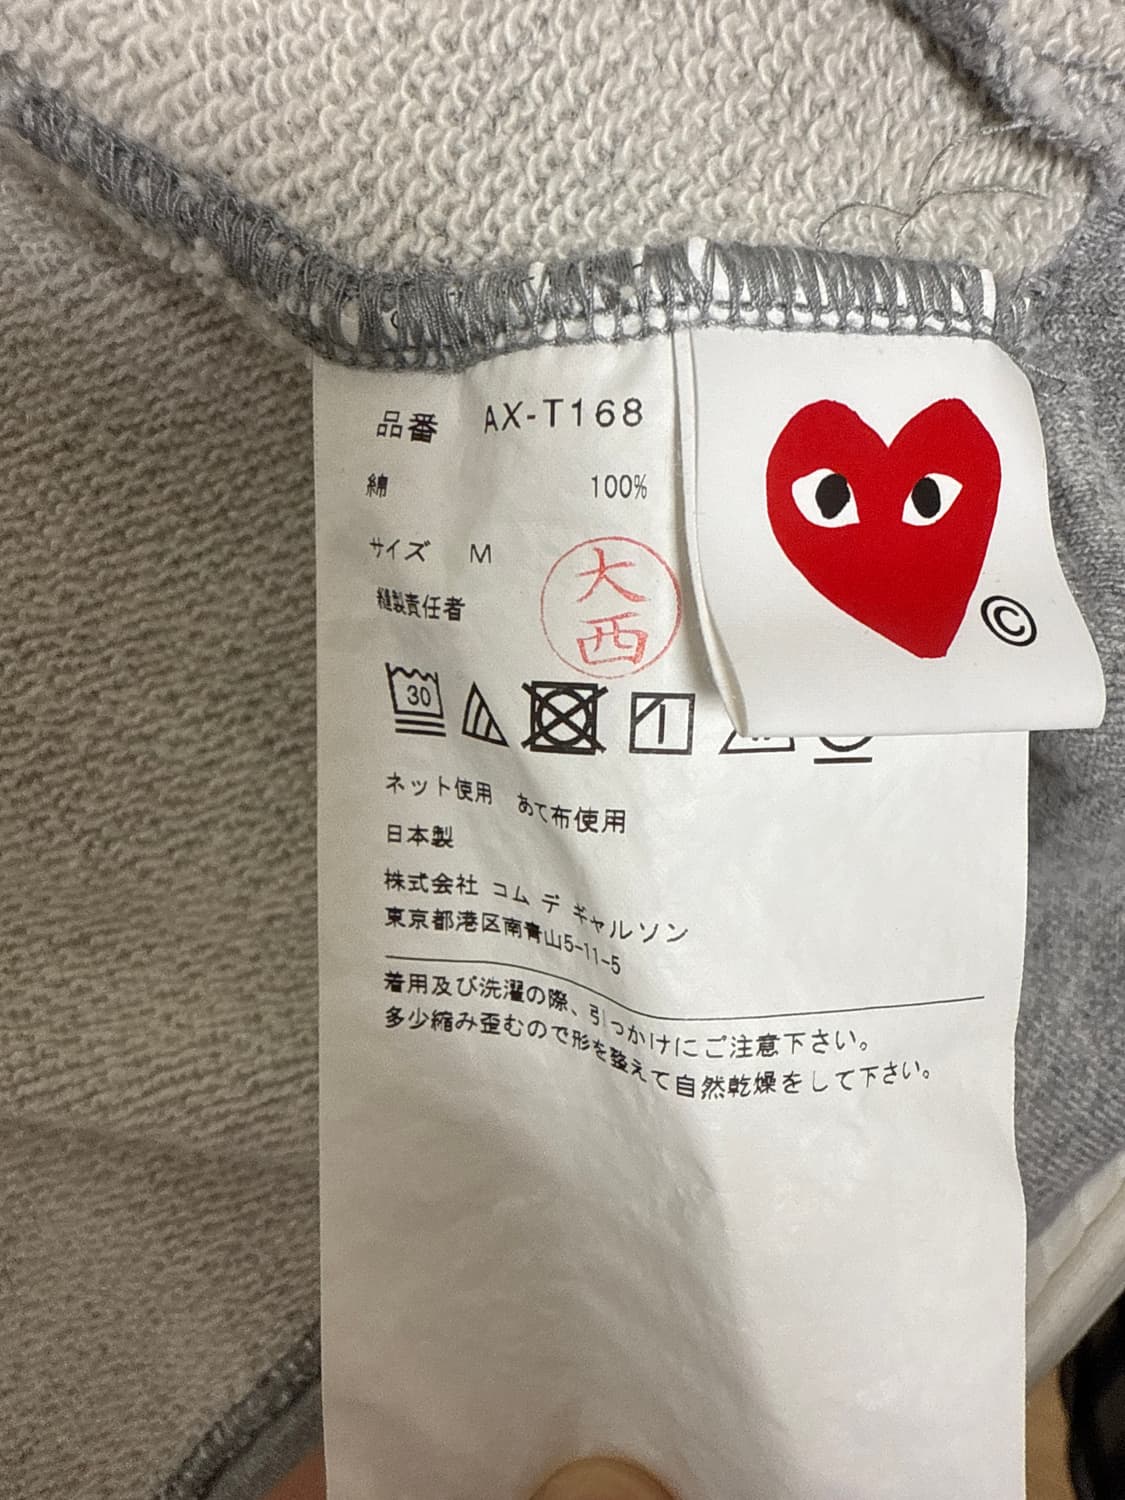 品番 AX-T168
綿 100%
サイズ M
縫製責任者
大西
30
ネット使用 あて布使用
日本製
株式会社 コム デ ギャルソン
東京都港区南青山5-11-5
着用及び洗濯の際、引っかけにご注意下さい。
多少縮み歪むので形を整えて自然乾燥をして下さい。
©